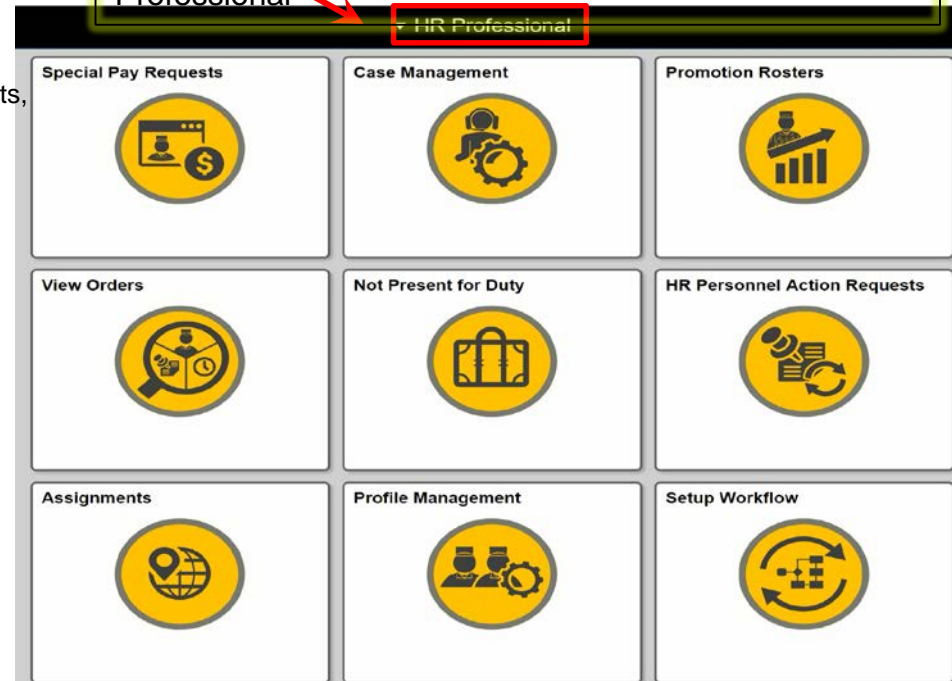 Professional
HR Professional
ts,
Special Pay Requests
Case Management
Promotion Rosters
$
View Orders
Not Present for Duty
HR Personnel Action Requests
Assignments
Profile Management
Setup Workflow